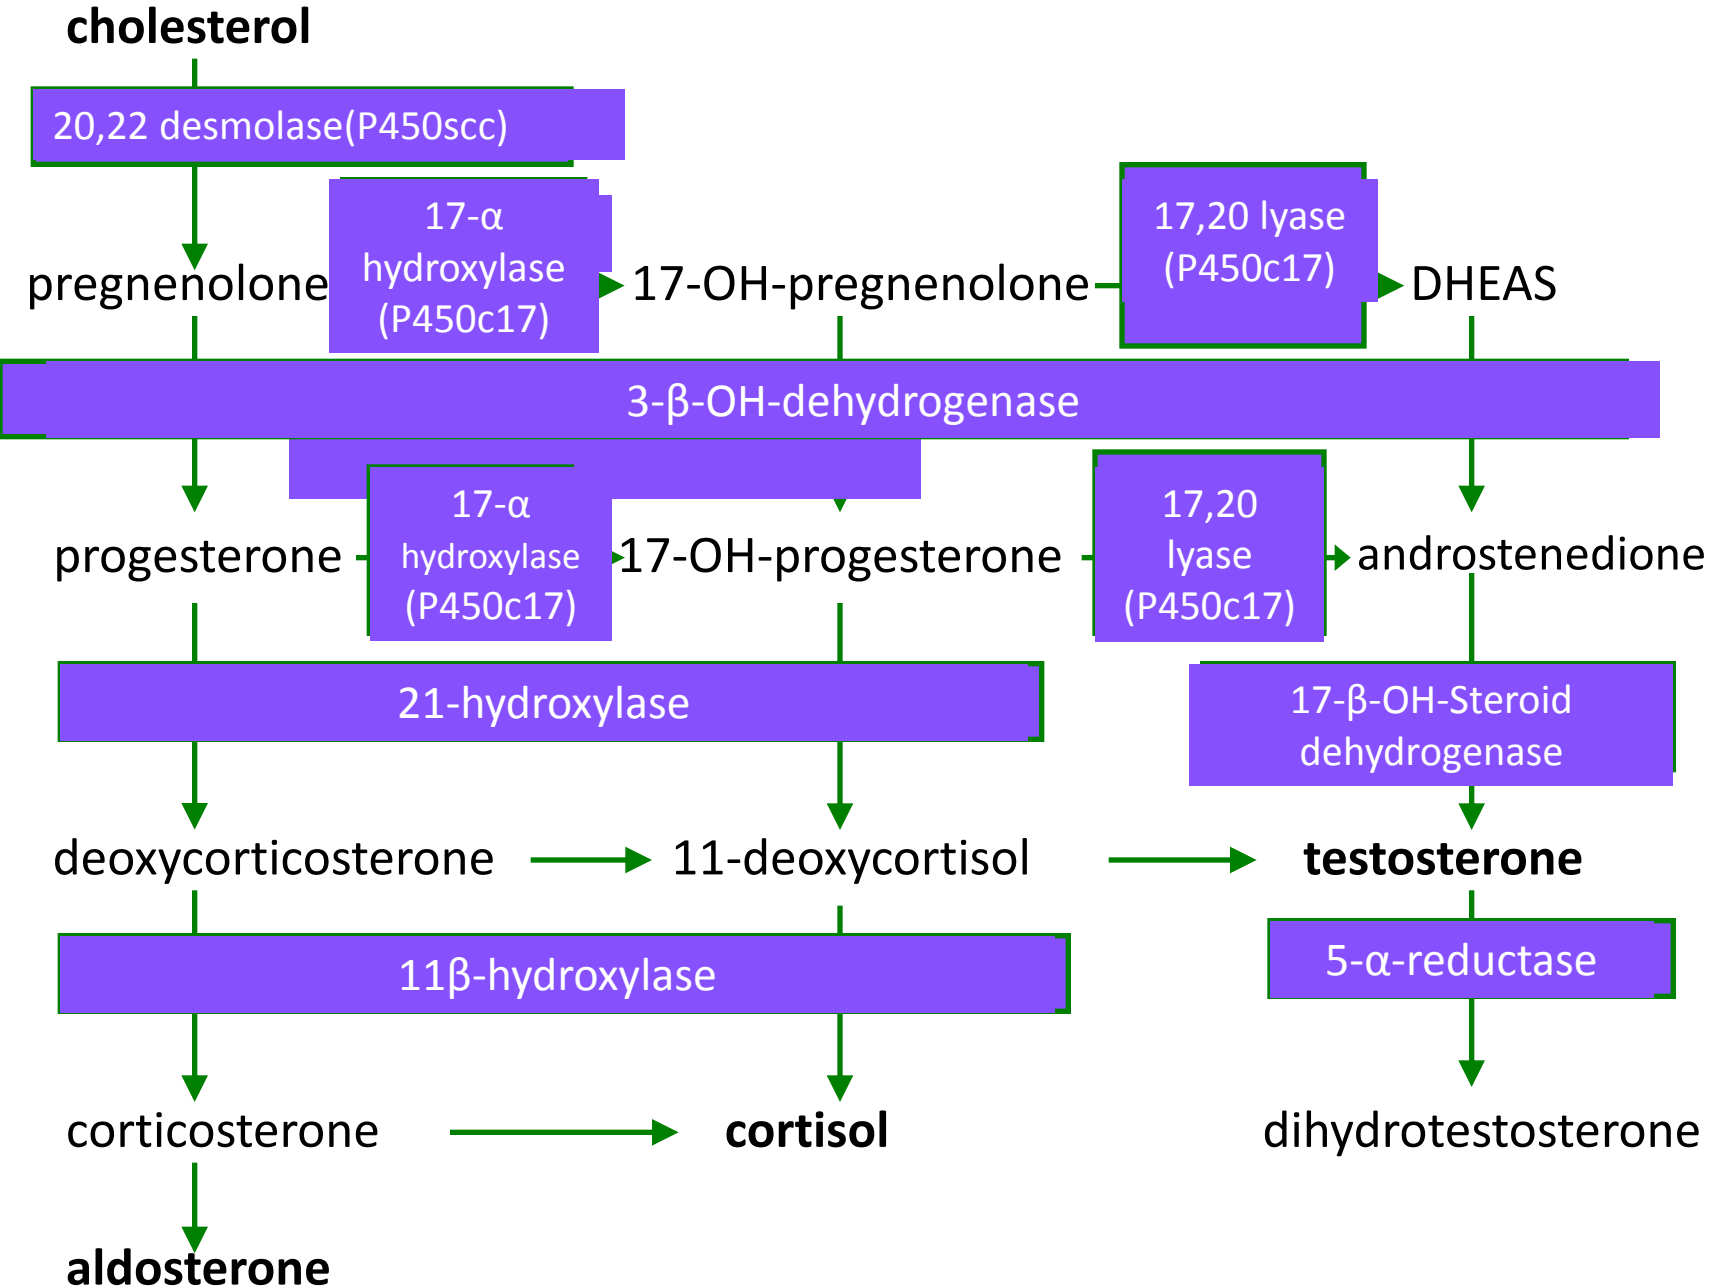 cholesterol
20,22 desmolase(P450scc)
17-α
hydroxylase
(P450c17)
17,20 lyase
(P450c17)
pregnenolone
17-OH-pregnenolone
DHEAS
3-β-OH-dehydrogenase
17-α
hydroxylase
(P450c17)
17,20
lyase
(P450c17)
progesterone
17-OH-progesterone
androstenedione
21-hydroxylase
17-β-OH-Steroid
dehydrogenase
deoxycorticosterone
11-deoxycortisol
testosterone
11β-hydroxylase
5-α-reductase
corticosterone
cortisol
dihydrotestosterone
aldosterone